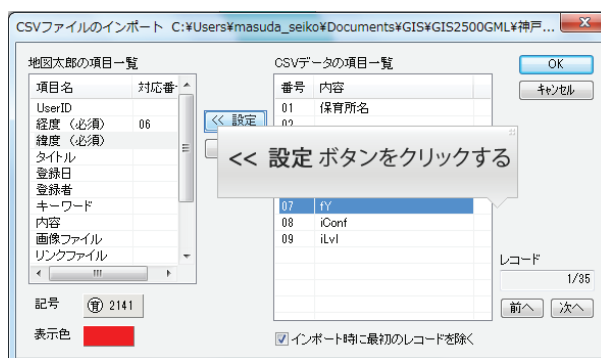 CSVファイルのインポート C:¥Users¥masuda_seiko¥Documents¥GIS¥GIS2500GML¥神戸...
地図太郎の項目一覧
項目名 対応番
UserID
経度（必須） 06
緯度（必須）
タイトル
登録日
登録者
キーワード
内容
画像ファイル
リンクファイル
記号 育 2141
表示色
<< 設定
CSVデータの項目一覧
番号 内容
01 保育所名
02
<< 設定 ボタンをクリックする
07 fY
08 iConf
09 iLvl
インポート時に最初のレコードを除く
OK
キャンセル
レコード
1/35
前へ 次へ